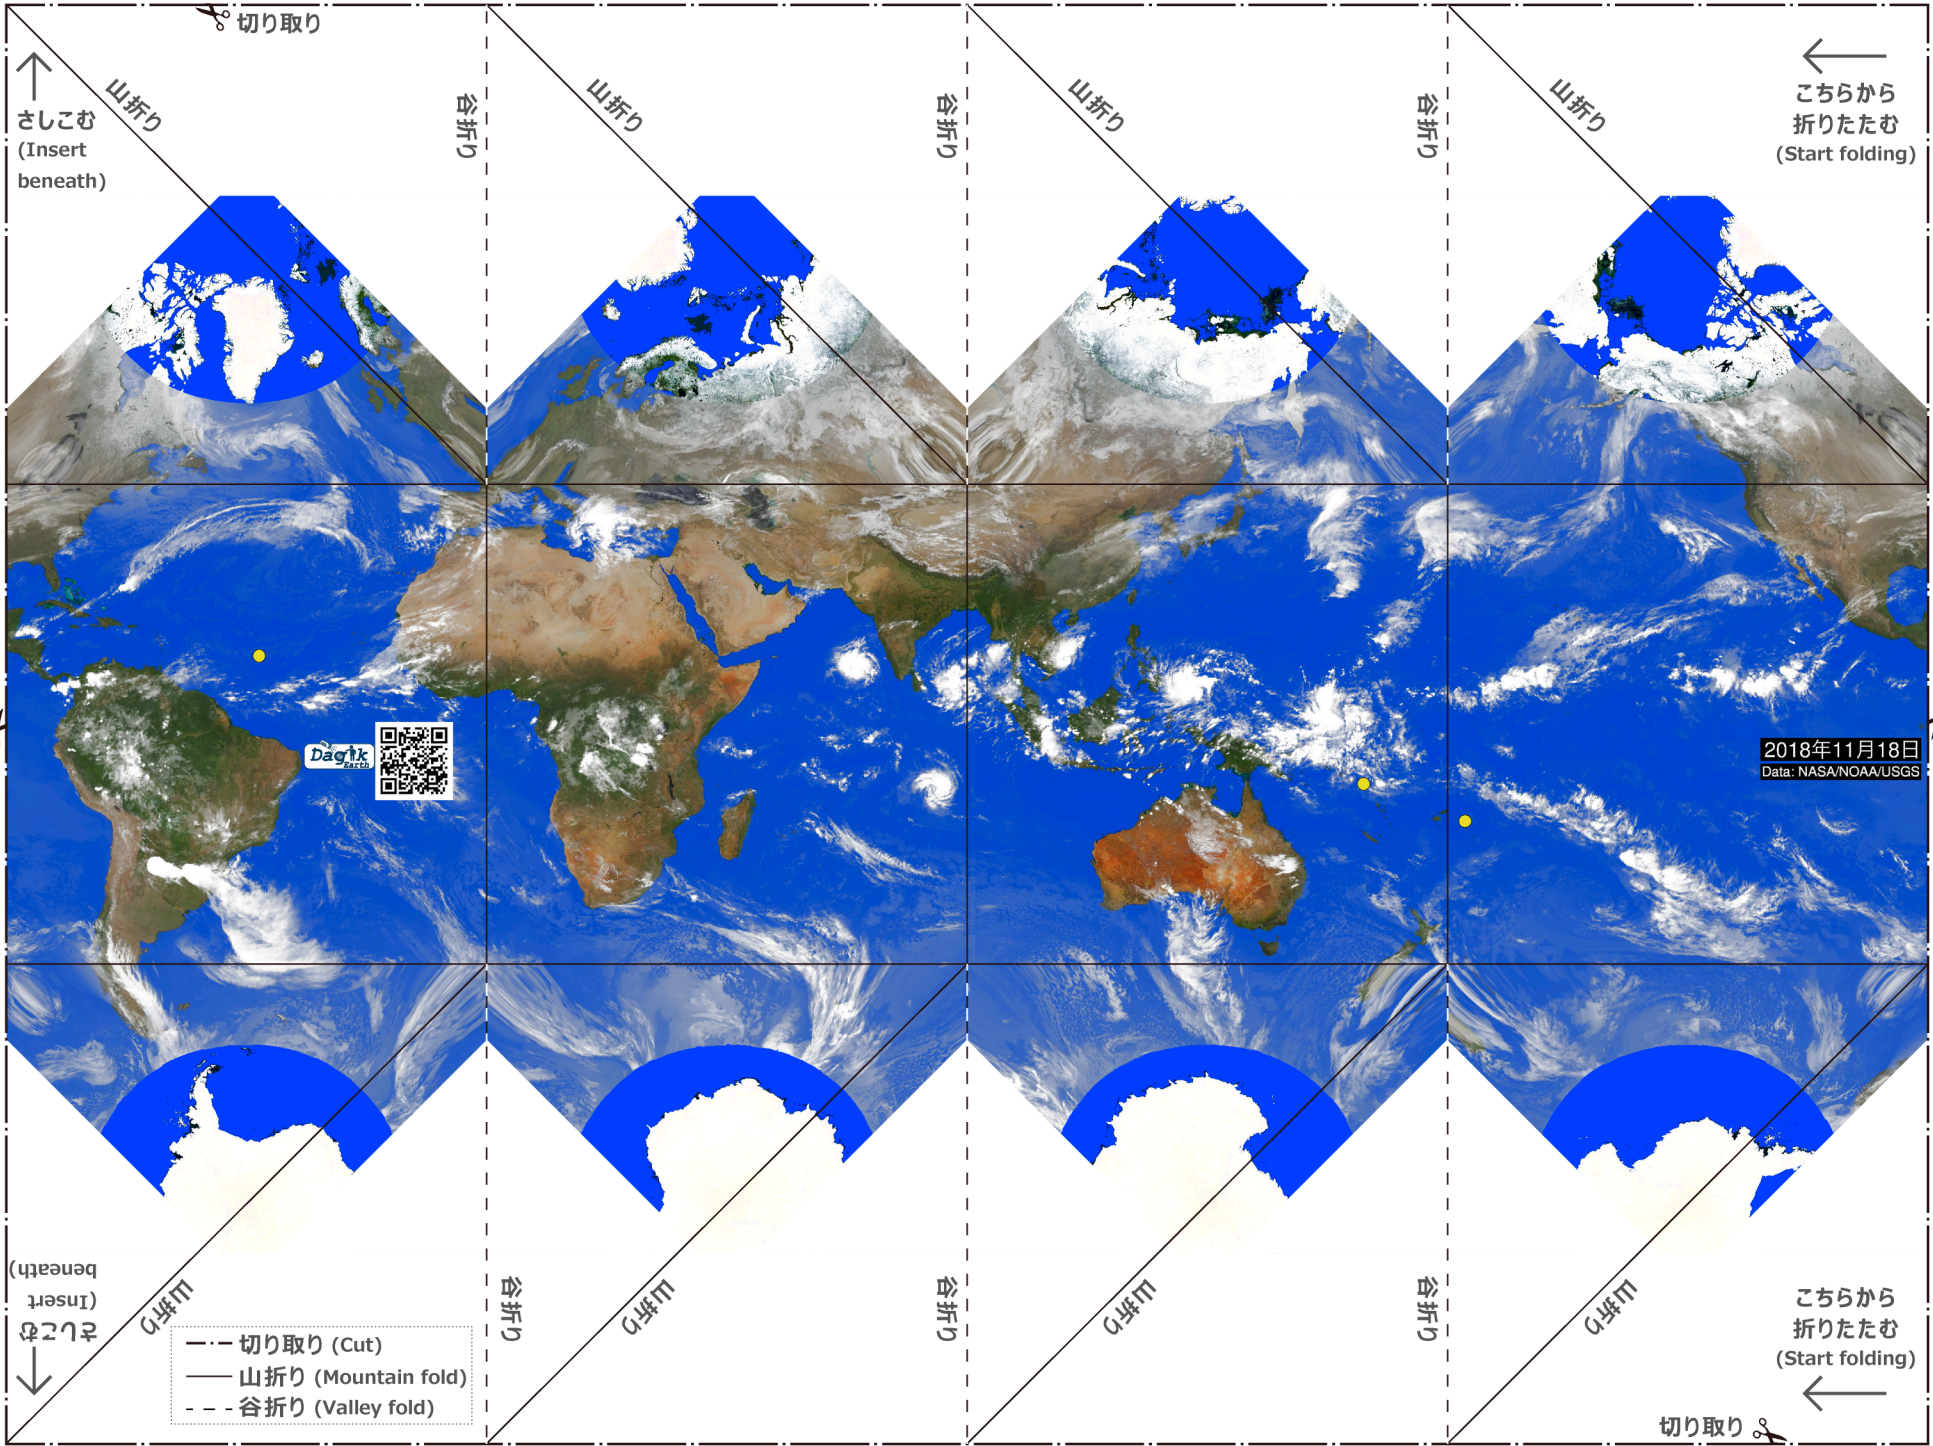 切り取り
山折り
谷折り
山折り
谷折り
山折り
谷折り
山折り
こちらから
折りたたむ
(Start folding)
さしこむ
(Insert
beneath)
Dagik
Earth
2018年11月18日
Data: NASA/NOAA/USGS
さしこむ
(Insert
beneath)
山折り
谷折り
山折り
谷折り
山折り
谷折り
山折り
こちらから
折りたたむ
(Start folding)
切り取り (Cut)
山折り (Mountain fold)
谷折り (Valley fold)
切り取り